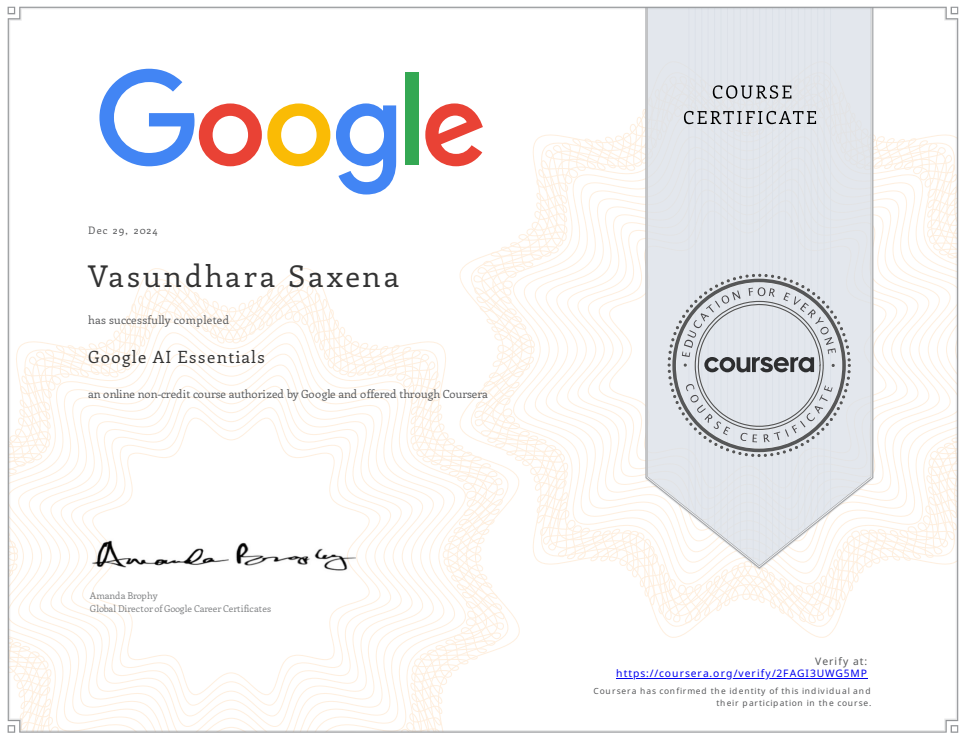 Google
COURSE
CERTIFICATE
Dec 29, 2024
Vasundhara Saxena
has successfully completed
Google AI Essentials
an online non-credit course authorized by Google and offered through Coursera
EDUCATION FOR EVERYONE
coursera
COURSE CERTIFICATE
Amanda Brophy
Amanda Brophy
Global Director of Google Career Certificates
Verify at:
https://coursera.org/verify/2FAGI3UWG5MP
Coursera has confirmed the identity of this individual and
their participation in the course.